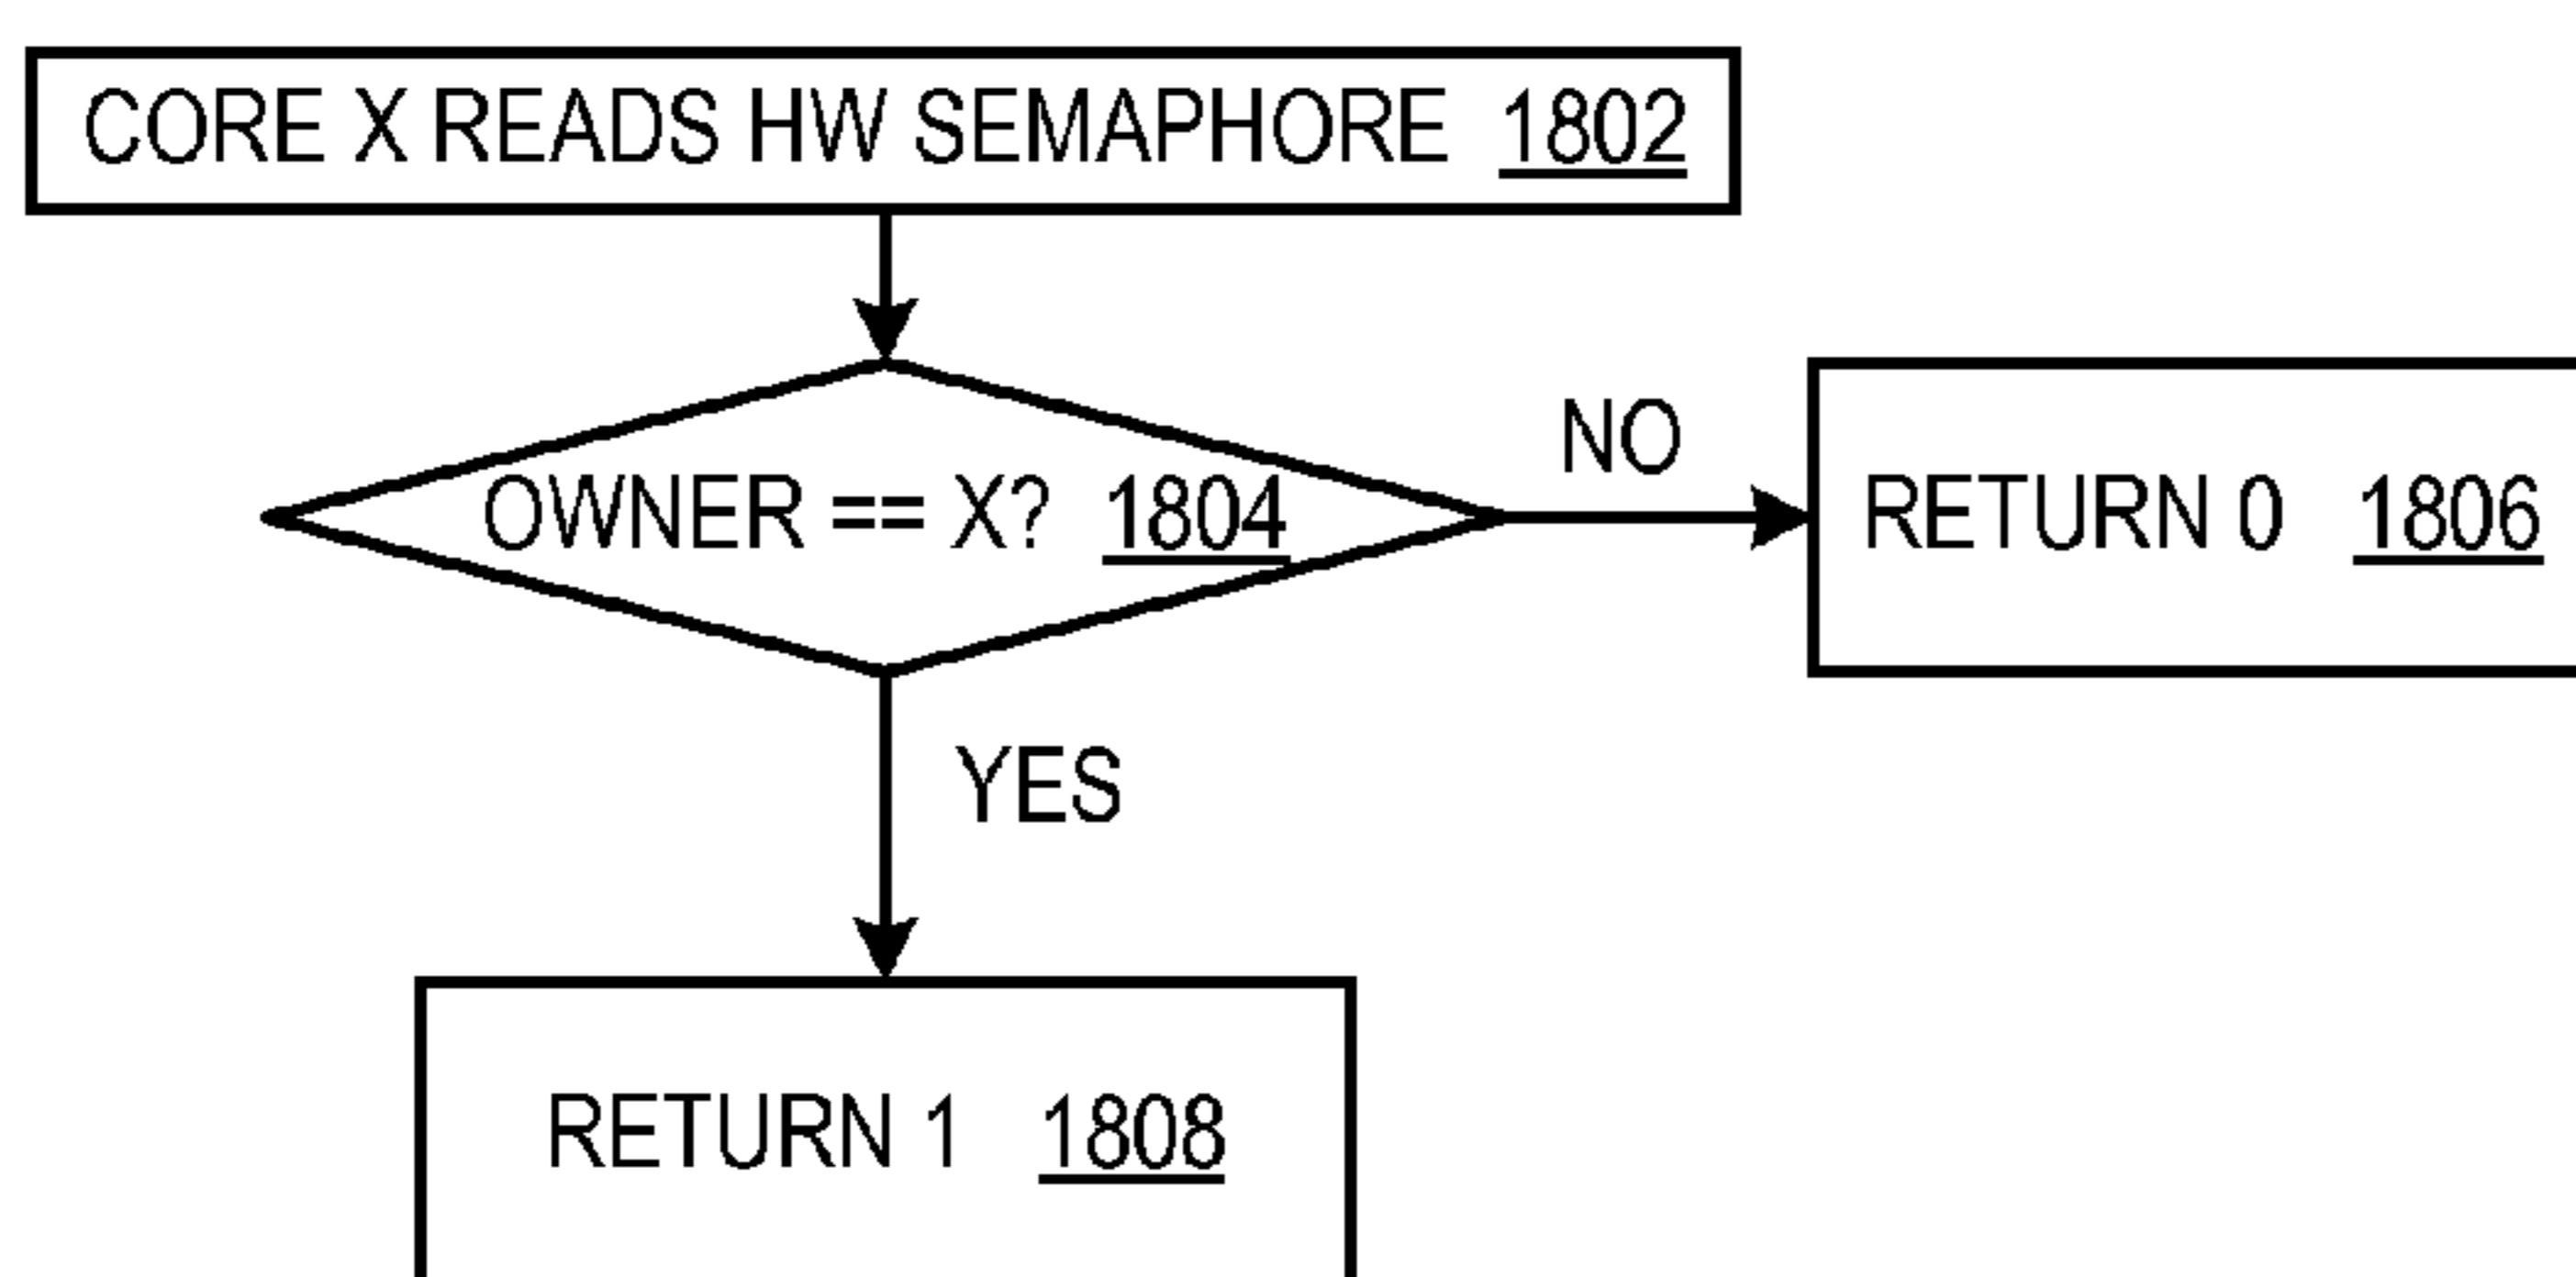 CORE X READS HW SEMAPHORE 1802
NO
OWNER == X? 1804
RETURN 0 1806
YES
RETURN 1 1808